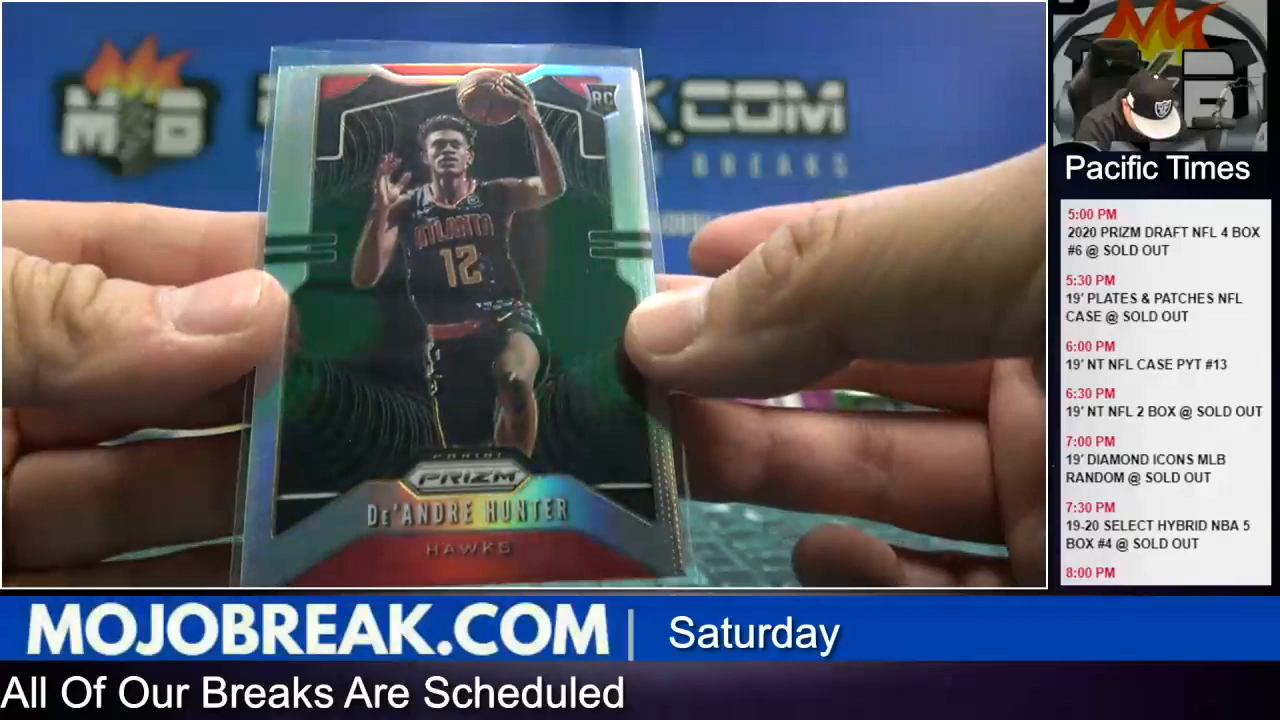 .COM
BREAKS
RC
ATLANTA
12
PANINI
PRIZM
DE'ANDRE HUNTER
HAWKS
Pacific Times
5:00 PM
2020 PRIZM DRAFT NFL 4 BOX
#6 @ SOLD OUT
5:30 PM
19' PLATES & PATCHES NFL
CASE @ SOLD OUT
6:00 PM
19' NT NFL CASE PYT #13
6:30 PM
19' NT NFL 2 BOX @ SOLD OUT
7:00 PM
19' DIAMOND ICONS MLB
RANDOM @ SOLD OUT
7:30 PM
19-20 SELECT HYBRID NBA 5
BOX #4 @ SOLD OUT
8:00 PM
MOJOBREAK.COM | Saturday
All Of Our Breaks Are Scheduled